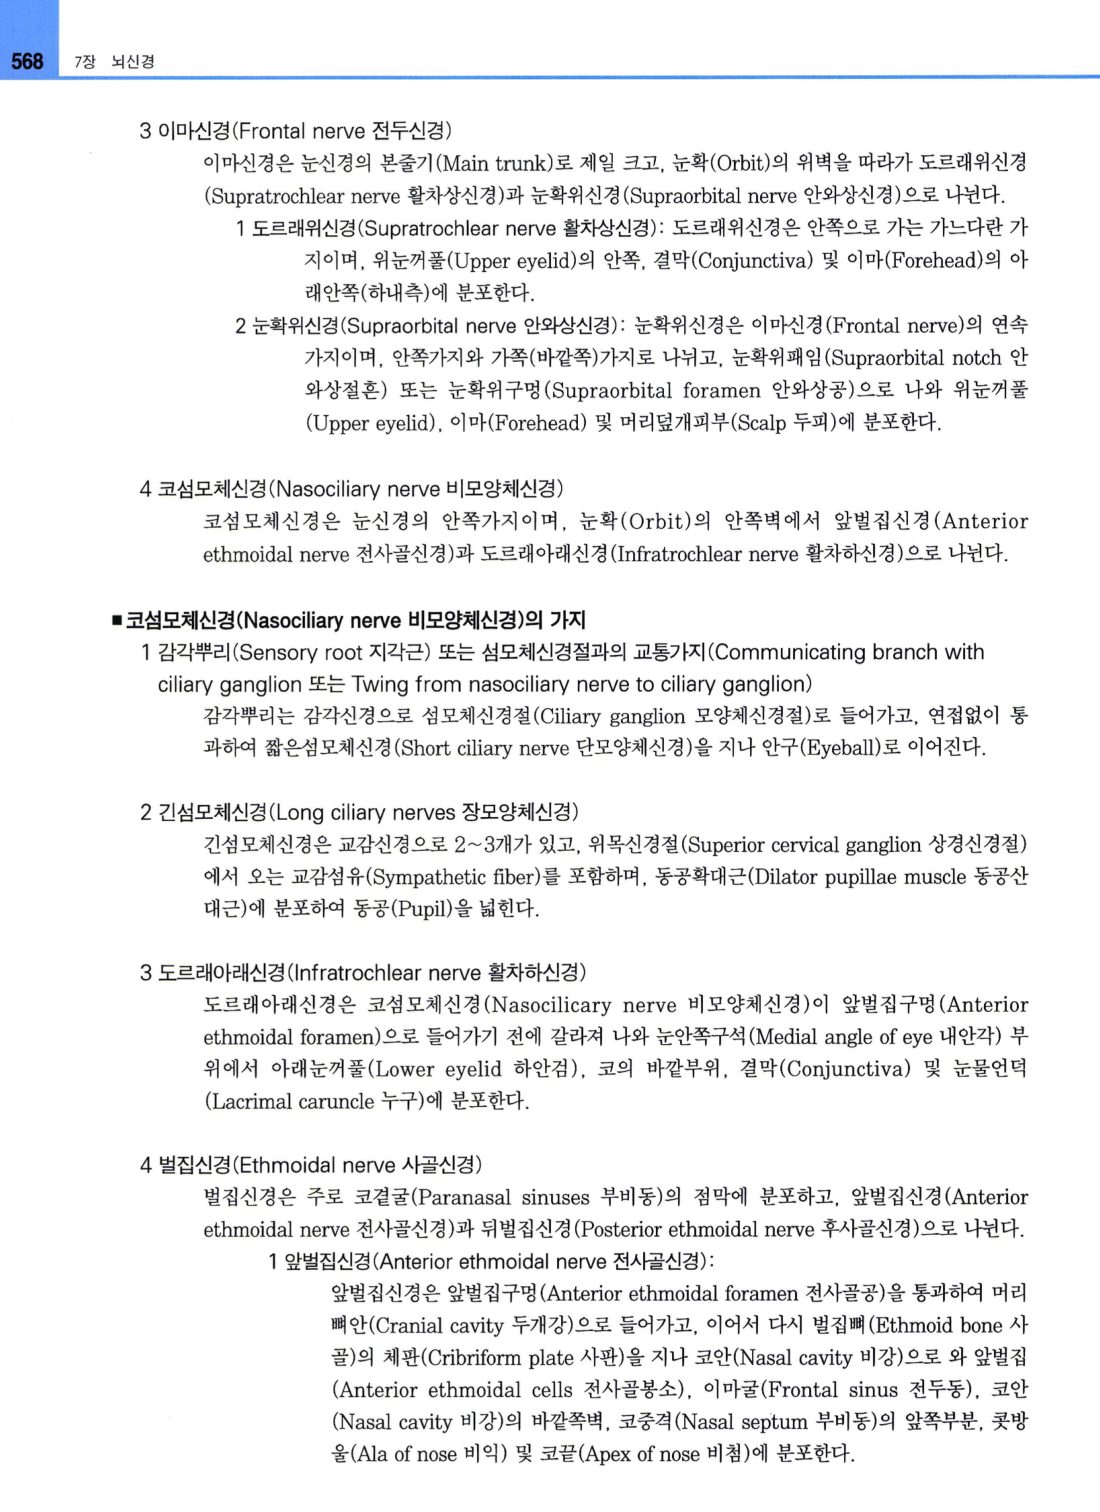 568 7장 뇌신경
3 이마신경(Frontal nerve 전두신경)
이마신경은 눈신경의 본줄기(Main trunk)로 제일 크고, 눈확(Orbit)의 위벽을 따라가 도르래위신경
(Supratrochlear nerve 활차상신경)과 눈확위신경(Supraorbital nerve 안와상신경)으로 나뉜다.
1 도르래위신경(Supratrochlear nerve 활차상신경): 도르래위신경은 안쪽으로 가는 가느다란 가
지이며, 위눈꺼풀(Upper eyelid)의 안쪽, 결막(Conjunctiva) 및 이마(Forehead)의 아
래안쪽(하내측)에 분포한다.
2 눈확위신경(Supraorbital nerve 안와상신경): 눈확위신경은 이마신경(Frontal nerve)의 연속
가지이며, 안쪽가지와 가쪽(바깥쪽)가지로 나뉘고, 눈확위패임(Supraorbital notch 안
와상절흔) 또는 눈확위구멍(Supraorbital foramen 안와상공)으로 나와 위눈꺼풀
(Upper eyelid), 이마(Forehead) 및 머리덮개피부(Scalp 두피)에 분포한다.
4 코섬모체신경(Nasociliary nerve 비모양체신경)
코섬모체신경은 눈신경의 안쪽가지이며, 눈확(Orbit)의 안쪽벽에서 앞벌집신경(Anterior
ethmoidal nerve 전사골신경)과 도르래아래신경(Infratrochlear nerve 활차하신경)으로 나뉜다.
■ 코섬모체신경(Nasociliary nerve 비모양체신경)의 가지
1 감각뿌리(Sensory root 지각근) 또는 섬모체신경절과의 교통가지(Communicating branch with
ciliary ganglion 또는 Twing from nasociliary nerve to ciliary ganglion)
감각뿌리는 감각신경으로 섬모체신경절(Ciliary ganglion 모양체신경절)로 들어가고, 연접없이 통
과하여 짧은섬모체신경(Short ciliary nerve 단모양체신경)을 지나 안구(Eyeball)로 이어진다.
2 긴섬모체신경(Long ciliary nerves 장모양체신경)
긴섬모체신경은 교감신경으로 2~3개가 있고, 위목신경절(Superior cervical ganglion 상경신경절)
에서 오는 교감섬유(Sympathetic fiber)를 포함하며, 동공확대근(Dilator pupillae muscle 동공산
대근)에 분포하여 동공(Pupil)을 넓힌다.
3 도르래아래신경(Infratrochlear nerve 활차하신경)
도르래아래신경은 코섬모체신경(Nasocilicary nerve 비모양체신경)이 앞벌집구멍(Anterior
ethmoidal foramen)으로 들어가기 전에 갈라져 나와 눈안쪽구석(Medial angle of eye 내안각) 부
위에서 아래눈꺼풀(Lower eyelid 하안검), 코의 바깥부위, 결막(Conjunctiva) 및 눈물언덕
(Lacrimal caruncle 누구)에 분포한다.
4 벌집신경(Ethmoidal nerve 사골신경)
벌집신경은 주로 코곁굴(Paranasal sinuses 부비동)의 점막에 분포하고, 앞벌집신경(Anterior
ethmoidal nerve 전사골신경)과 뒤벌집신경(Posterior ethmoidal nerve 후사골신경)으로 나뉜다.
1 앞벌집신경(Anterior ethmoidal nerve 전사골신경):
앞벌집신경은 앞벌집구멍(Anterior ethmoidal foramen 전사골공)을 통과하여 머리
뼈안(Cranial cavity 두개강)으로 들어가고, 이어서 다시 벌집뼈(Ethmoid bone 사
골)의 체판(Cribriform plate 사판)을 지나 코안(Nasal cavity 비강)으로 와 앞벌집
(Anterior ethmoidal cells 전사골봉소), 이마굴(Frontal sinus 전두동), 코안
(Nasal cavity 비강)의 바깥쪽벽, 코중격(Nasal septum 부비동)의 앞쪽부분, 콧방
울(Ala of nose 비익) 및 코끝(Apex of nose 비첨)에 분포한다.